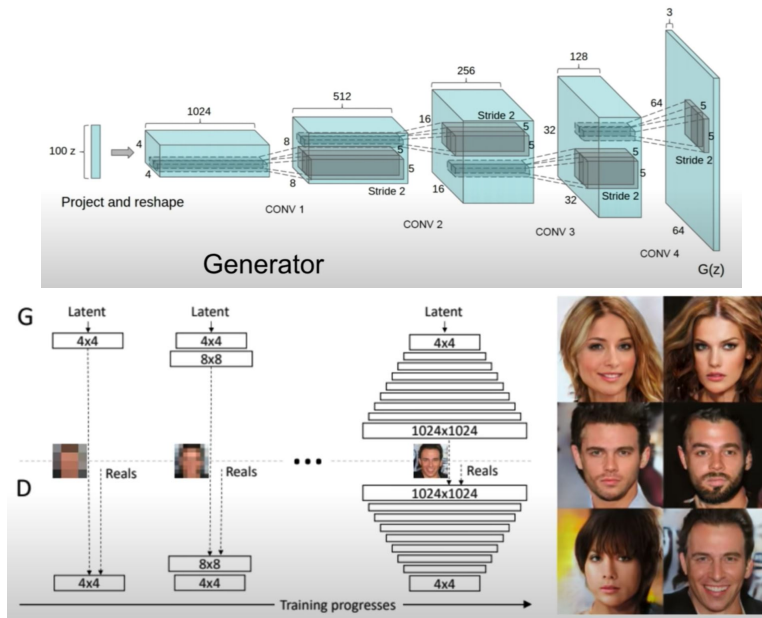 3
128
256
512
1024
64
5
5
Stride 2
16
5
5
32
4
8
100 z
4
5
5
5
5
Stride 2
8
Stride 2
16
32
Stride 2
64
Project and reshape
CONV 1
CONV 2
CONV 3
CONV 4
Generator
G(z)
G
Latent
Latent
Latent
4x4
4x4
4x4
8x8
1024x1024
Reals
Reals
Reals
D
1024x1024
8x8
4x4
4x4
4x4
Training progresses